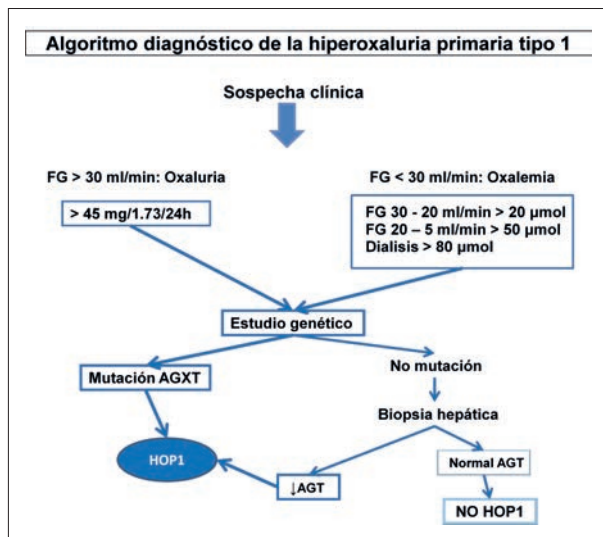 Algoritmo diagnóstico de la hiperoxaluria primaria tipo 1
Sospecha clínica
FG > 30 ml/min: Oxaluria
> 45 mg/1.73/24h
FG < 30 ml/min: Oxalemia
FG 30 - 20 ml/min > 20 µmol
FG 20 – 5 ml/min > 50 µmol
Dialisis > 80 µmol
Estudio genético
Mutación AGXT
No mutación
Biopsia hepática
HOP1
↓AGT
Normal AGT
NO HOP1